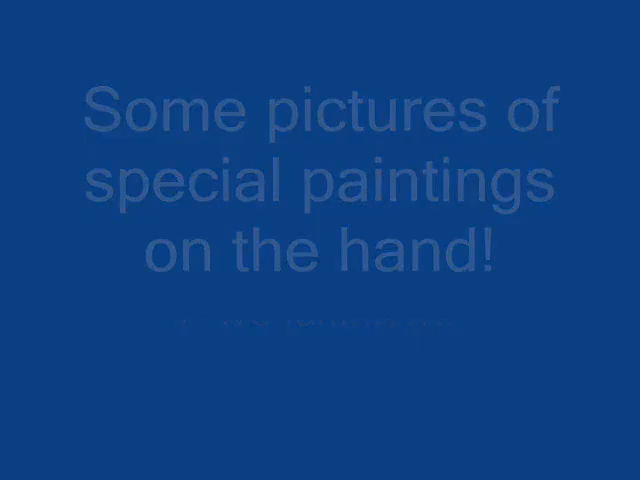 Some pictures of
special paintings
on the hand!